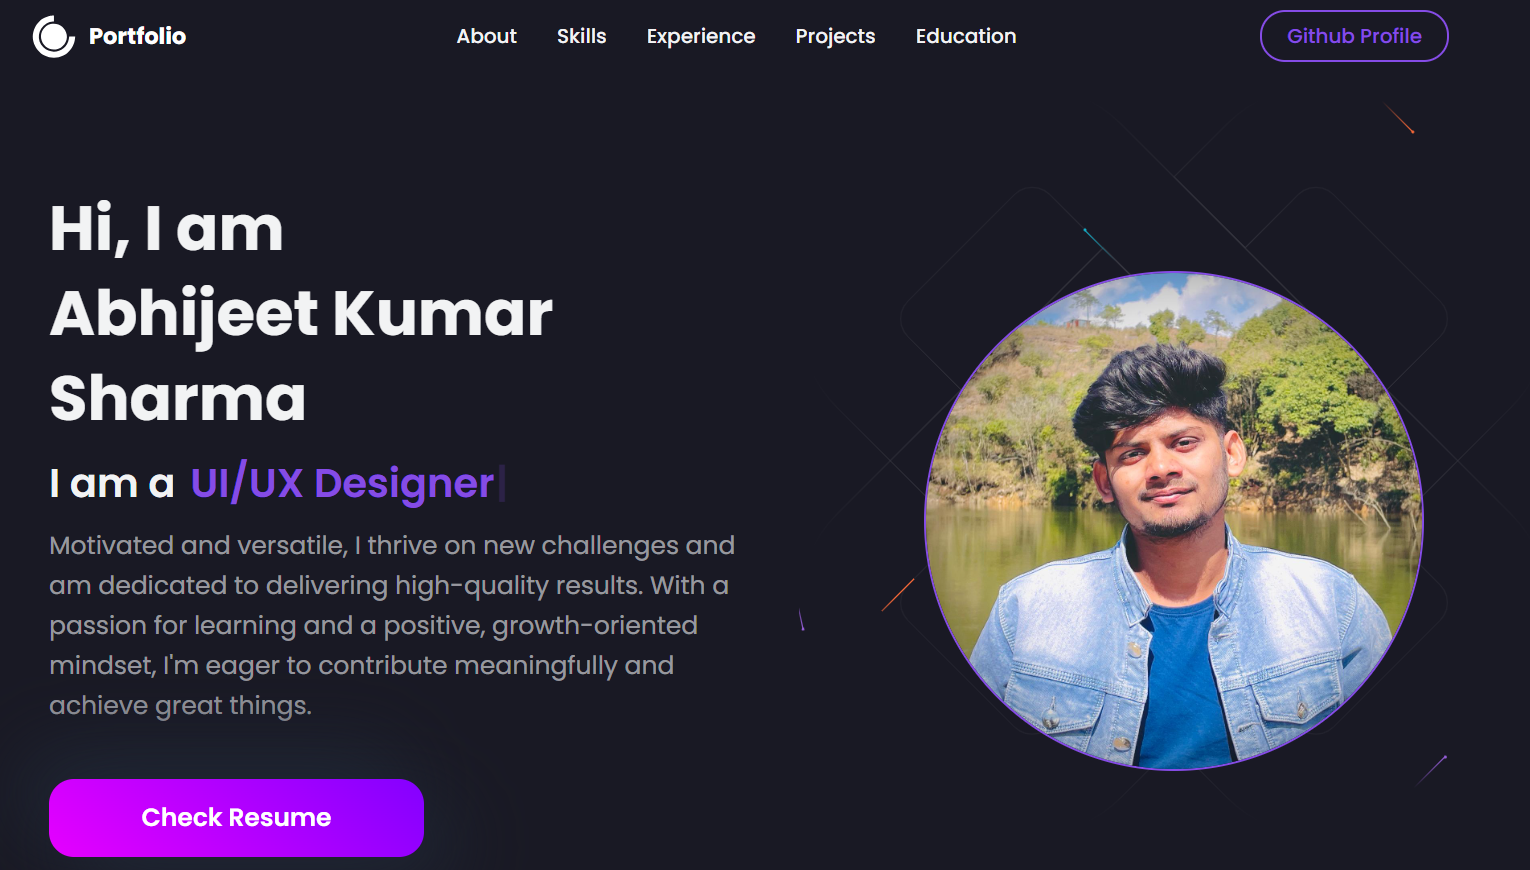 Portfolio
About
Skills
Experience
Projects
Education
Github Profile
Hi, I am
Abhijeet Kumar
Sharma
I am a UI/UX Designer
Motivated and versatile, I thrive on new challenges and
am dedicated to delivering high-quality results. With a
passion for learning and a positive, growth-oriented
mindset, I'm eager to contribute meaningfully and
achieve great things.
Check Resume